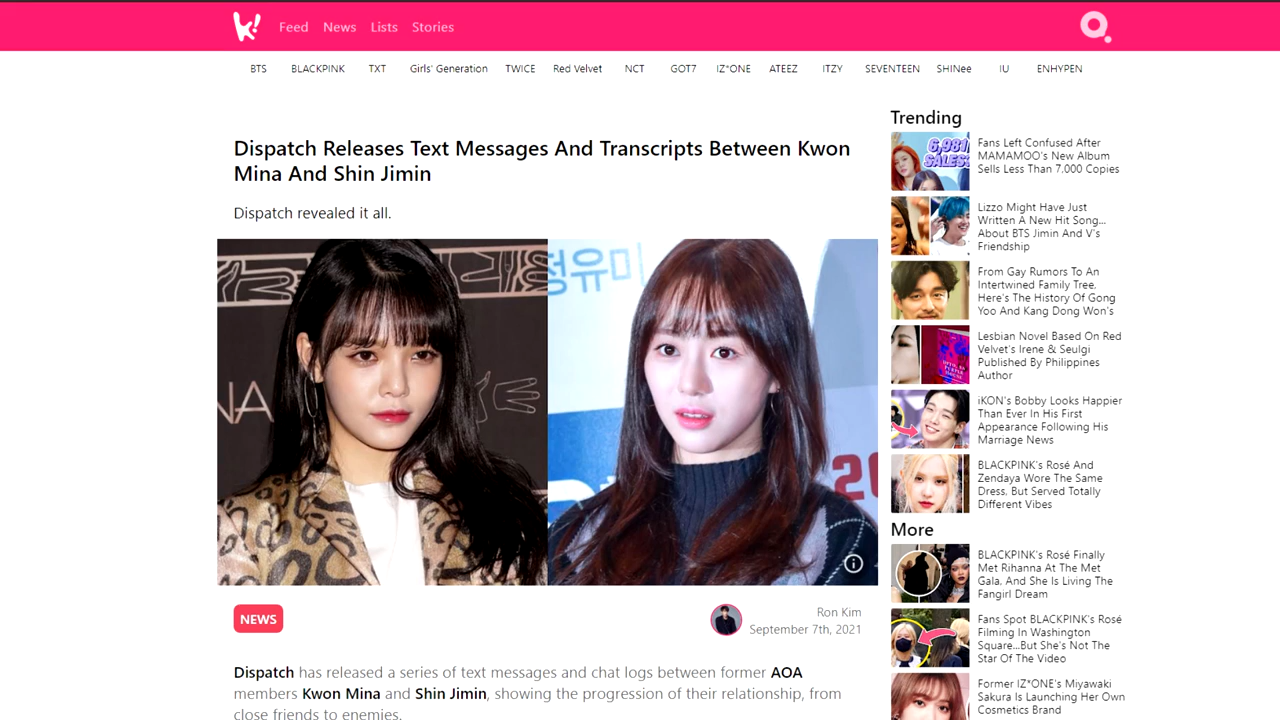 k!
Feed
News
Lists
Stories
BTS
BLACKPINK
TXT
Girls' Generation
TWICE
Red Velvet
NCT
GOT7
IZ*ONE
ATEEZ
ITZY
SEVENTEEN
SHINee
IU
ENHYPEN
Dispatch Releases Text Messages And Transcripts Between Kwon
Mina And Shin Jimin
Dispatch revealed it all.
정유미
NA
20
NEWS
Ron Kim
September 7th, 2021
Dispatch has released a series of text messages and chat logs between former AOA
members Kwon Mina and Shin Jimin, showing the progression of their relationship, from
close friends to enemies.
Trending
6,981
SALES
Fans Left Confused After
MAMAMOO's New Album
Sells Less Than 7,000 Copies
Lizzo Might Have Just
Written A New Hit Song...
About BTS Jimin And V's
Friendship
From Gay Rumors To An
Intertwined Family Tree,
Here's The History Of Gong
Yoo And Kang Dong Won's
Lesbian Novel Based On Red
Velvet's Irene & Seulgi
Published By Philippines
Author
iKON's Bobby Looks Happier
Than Ever In His First
Appearance Following His
Marriage News
BLACKPINK's Rosé And
Zendaya Wore The Same
Dress, But Served Totally
Different Vibes
More
BLACKPINK's Rosé Finally
Met Rihanna At The Met
Gala, And She Is Living The
Fangirl Dream
Fans Spot BLACKPINK's Rosé
Filming In Washington
Square...But She's Not The
Star Of The Video
Former IZ*ONE's Miyawaki
Sakura Is Launching Her Own
Cosmetics Brand